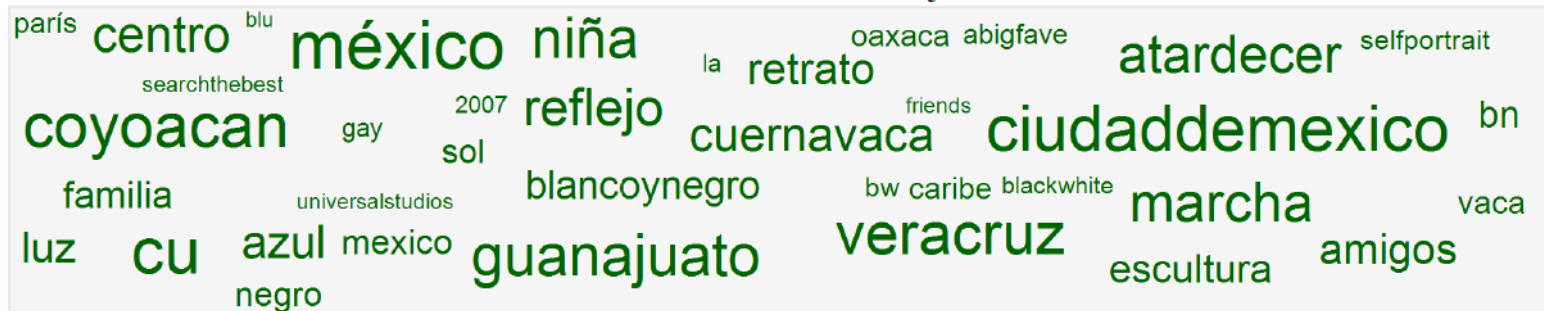 parís centro blu méxico niña la retrato oaxaca abigfave atardecer selfportrait
searchthebest
coyoacan gay 2007 sol reflejo cuernavaca friends ciudaddemexico bn
familia universalstudios blancoynegro bw caribe blackwhite marcha vaca
luz cu azul mexico guanajuato veracruz escultura amigos
negro